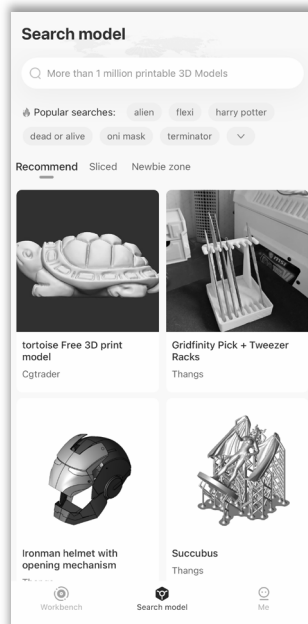 Search model
More than 1 million printable 3D Models
Popular searches: alien flexi harry potter
dead or alive oni mask terminator
Recommend Sliced Newbie zone
tortoise Free 3D print
model
Cgtrader
Gridfinity Pick + Tweezer
Racks
Thangs
Ironman helmet with
opening mechanism
Thangs
Succubus
Thangs
Workbench Search model Me